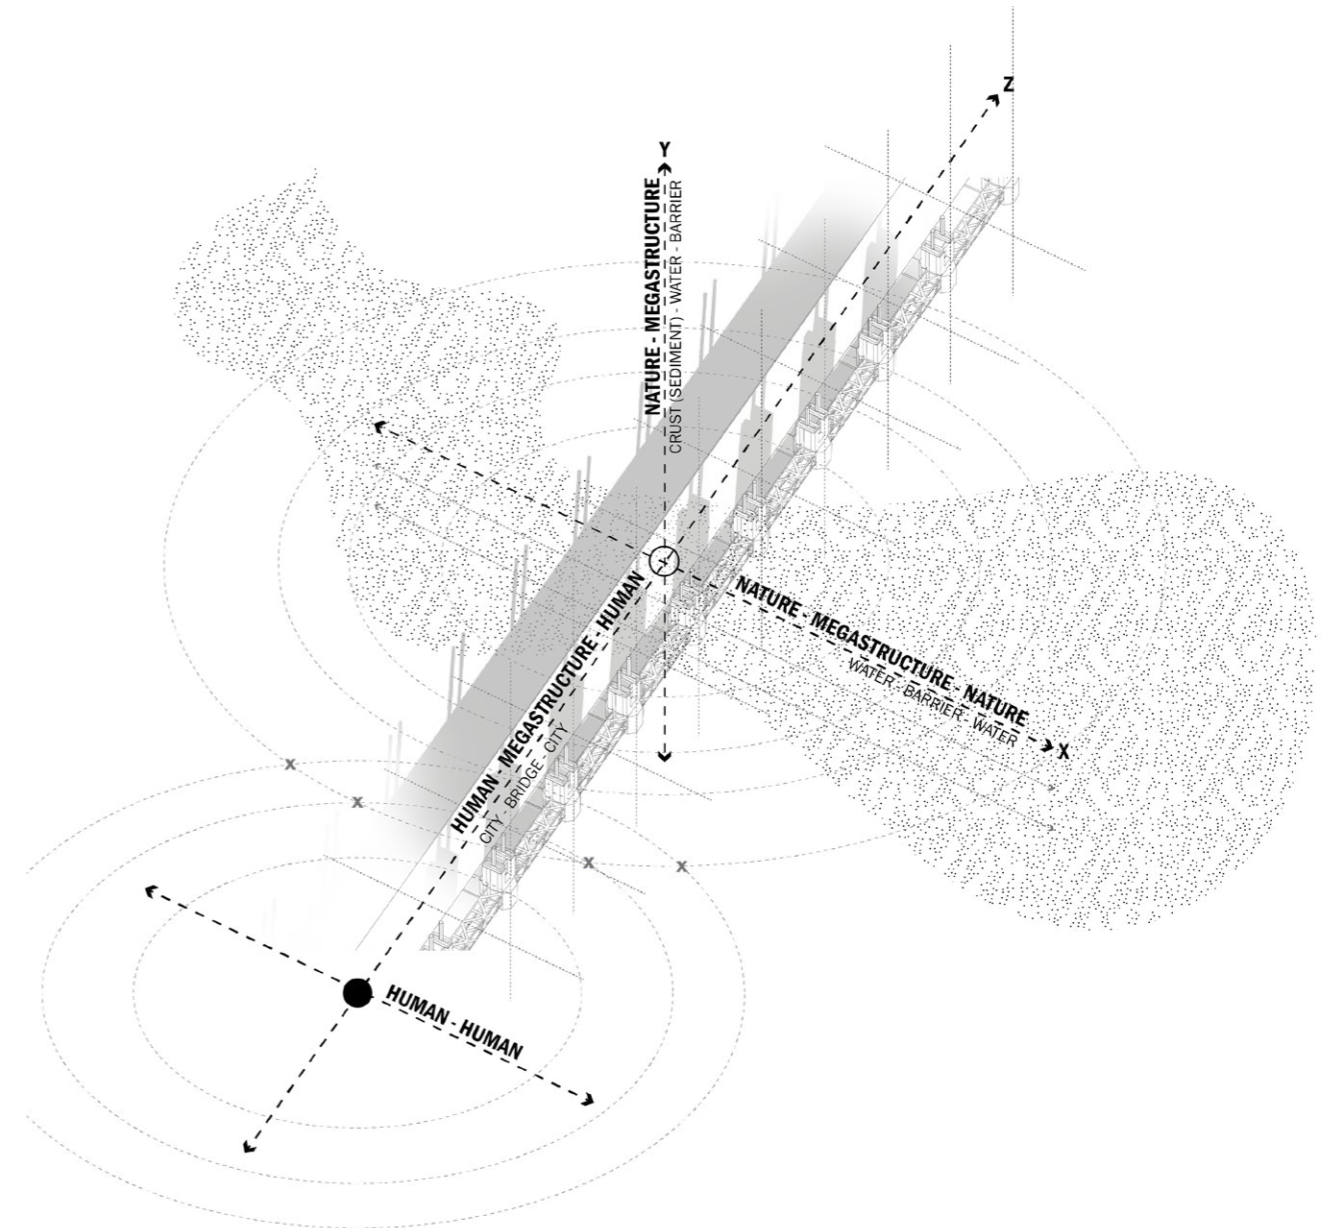 Z
Y
NATURE - MEGASTRUCTURE
CRUST (SEDIMENT) - WATER - BARRIER
NATURE - MEGASTRUCTURE - NATURE
WATER - BARRIER - WATER
X
HUMAN - MEGASTRUCTURE - HUMAN
CITY - BRIDGE - CITY
x
x
x
x
HUMAN - HUMAN